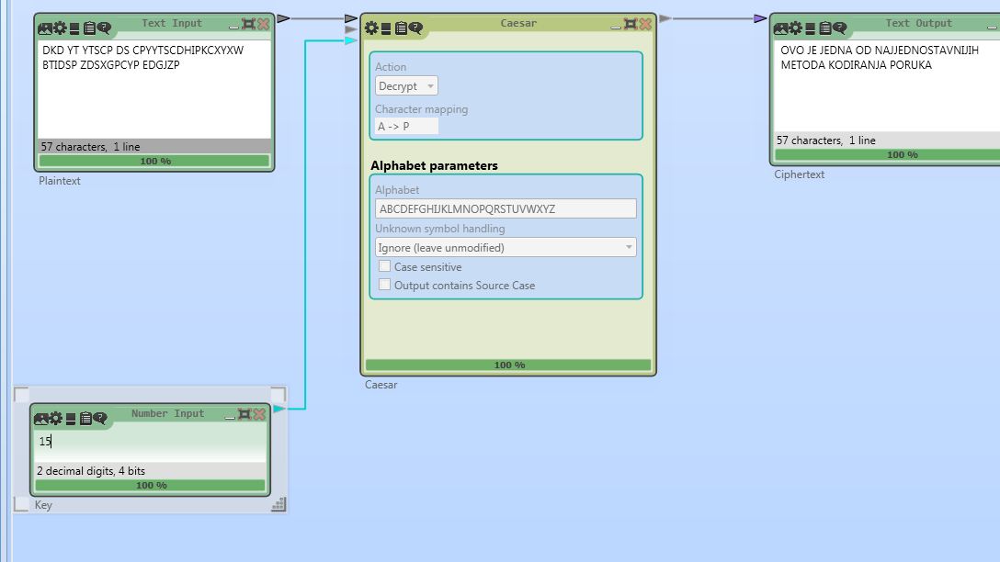 Text Input
DKD YT YTSCP DS CPYYTSCDHIPKCXYXW
BTIDSP ZDSXGPCYP EDGJZP
57 characters, 1 line
100 %
Plaintext
Caesar
Action
Decrypt
Character mapping
A -> P
Alphabet parameters
Alphabet
ABCDEFGHIJKLMNOPQRSTUVWXYZ
Unknown symbol handling
Ignore (leave unmodified)
Case sensitive
Output contains Source Case
100 %
Caesar
Text Output
OVO JE JEDNA OD NAJJEDNOSTAVNIJIH
METODA KODIRANJA PORUKA
57 characters, 1 line
100 %
Ciphertext
Number Input
15
2 decimal digits, 4 bits
100 %
Key